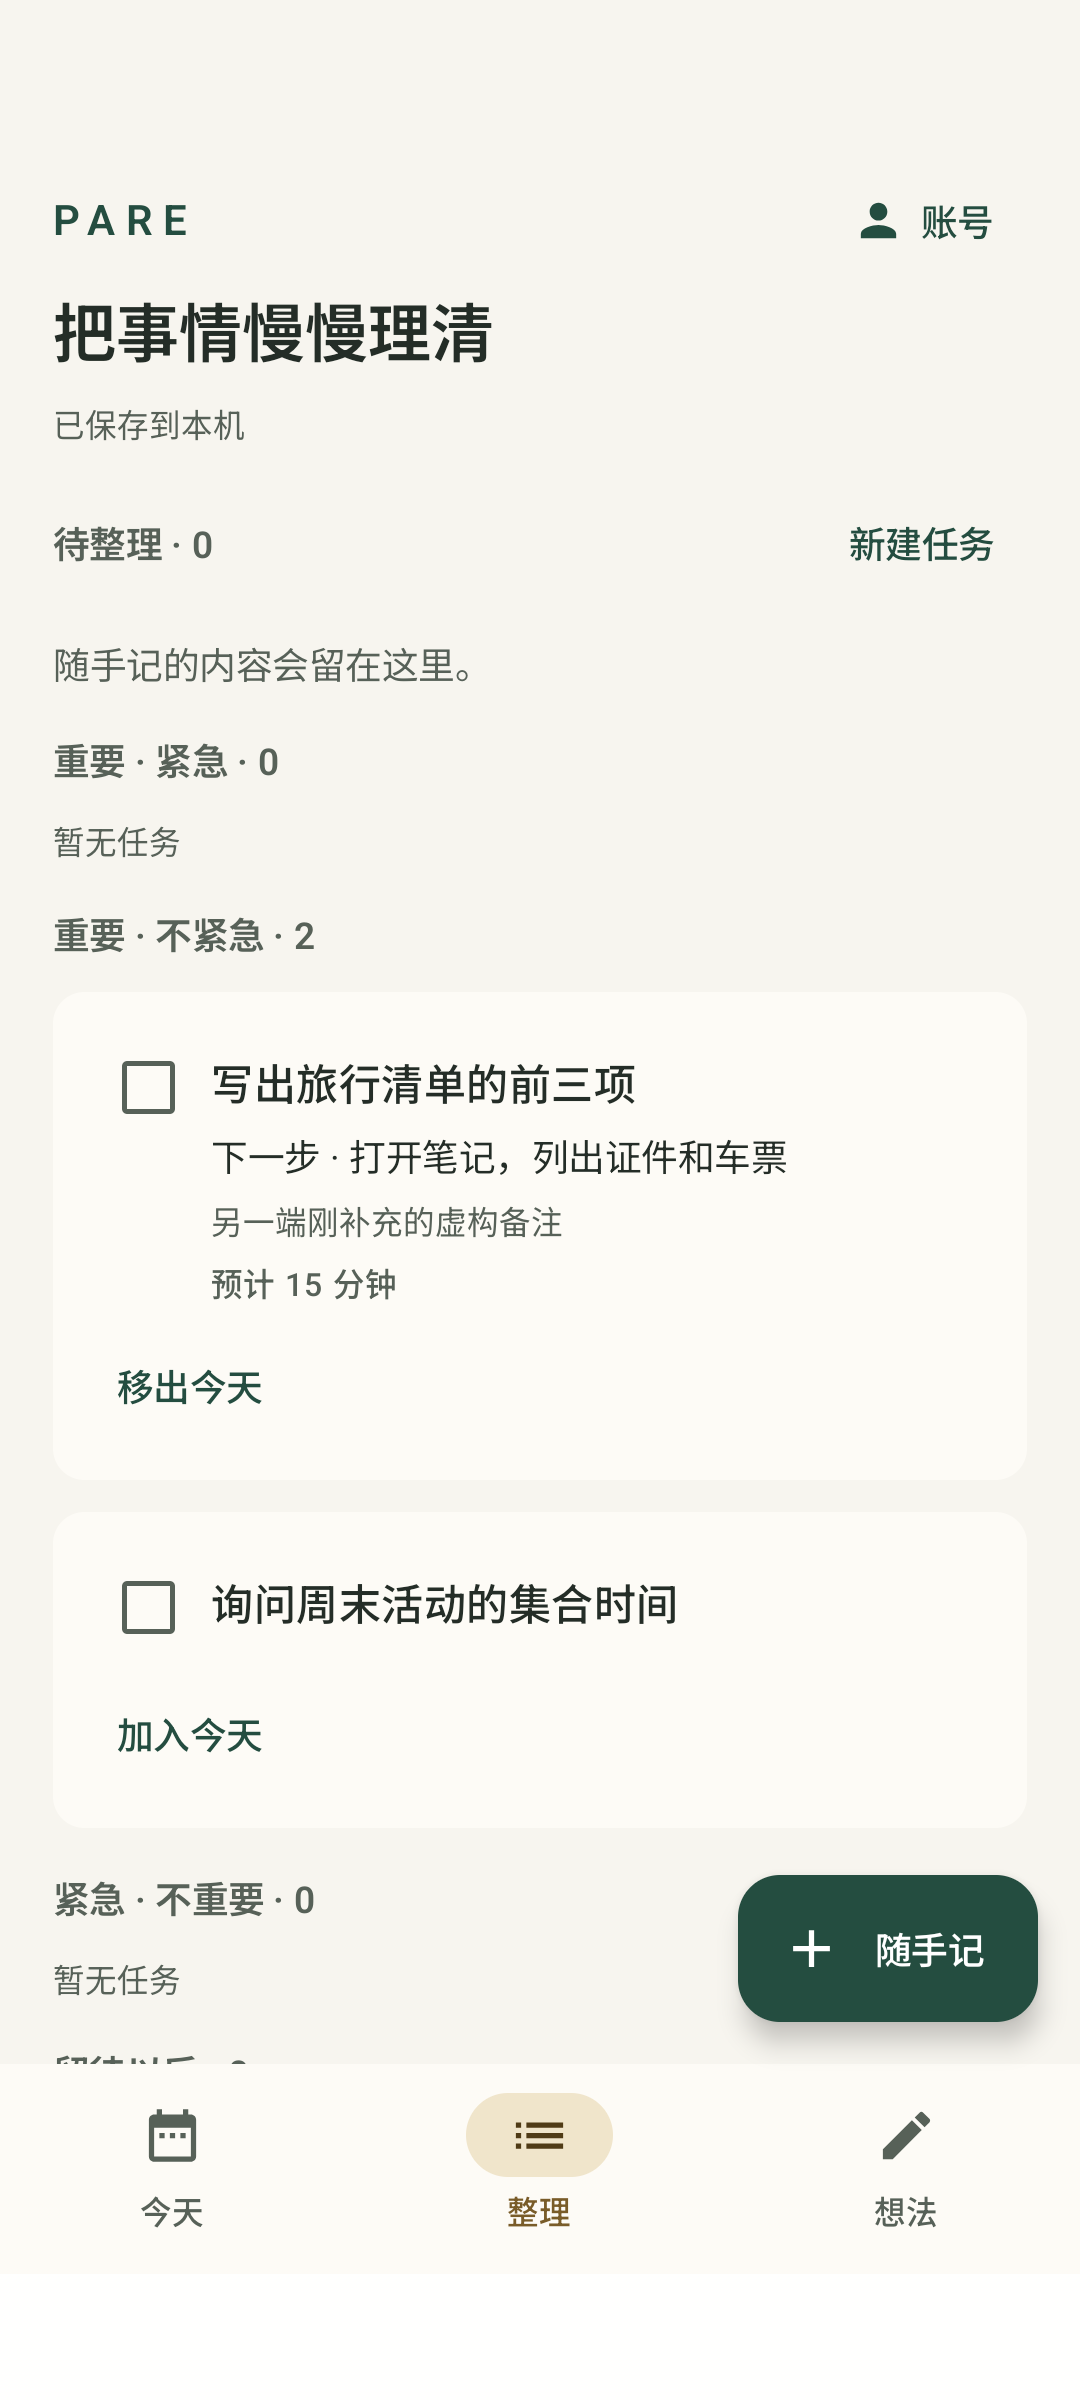 PARE
账号
把事情慢慢理清
已保存到本机
待整理 · 0
新建任务
随手记的内容会留在这里。
重要 · 紧急 · 0
暂无任务
重要 · 不紧急 · 2
写出旅行清单的前三项
下一步 · 打开笔记，列出证件和车票
另一端刚补充的虚构备注
预计 15 分钟
移出今天
询问周末活动的集合时间
加入今天
紧急 · 不重要 · 0
暂无任务
随手记
今天
整理
想法